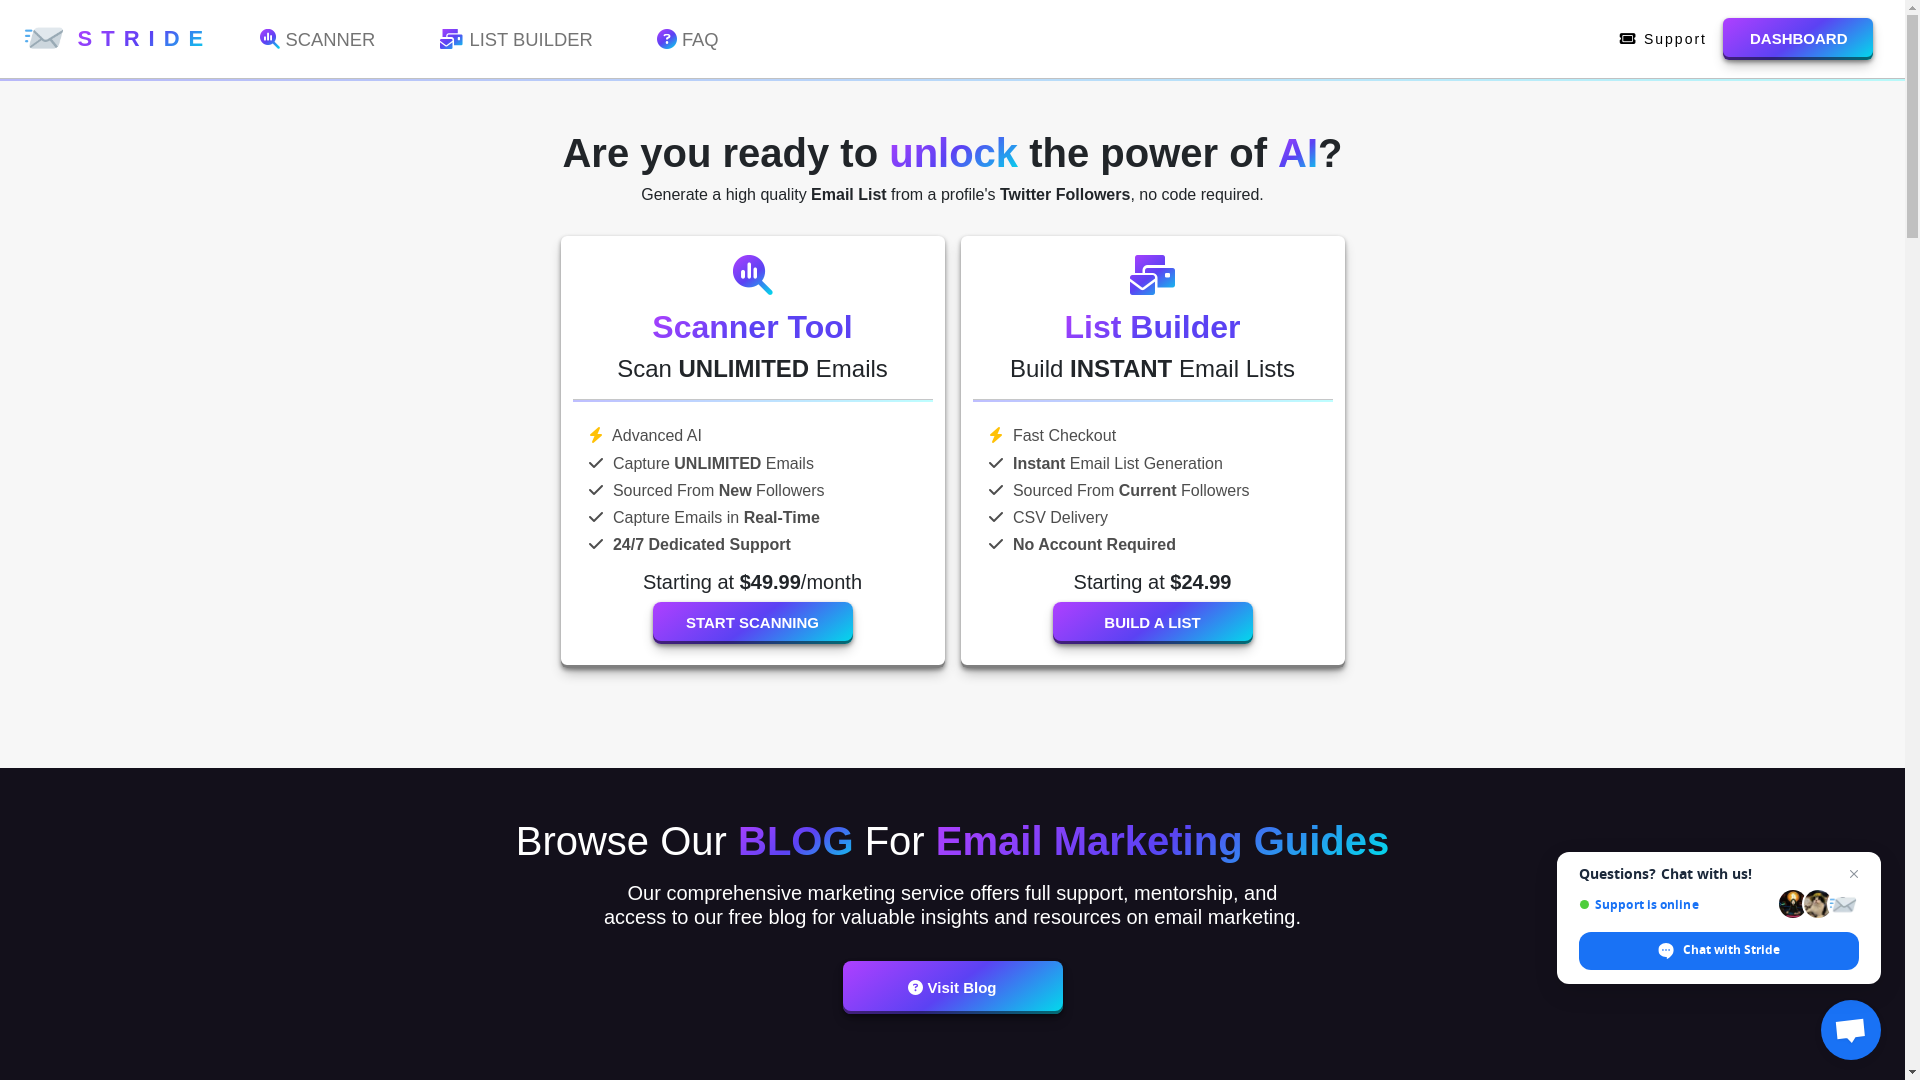 STRIDE
SCANNER
LIST BUILDER
FAQ
Support
DASHBOARD
Are you ready to unlock the power of AI?
Generate a high quality Email List from a profile's Twitter Followers, no code required.
Scanner Tool
Scan UNLIMITED Emails
Advanced AI
Capture UNLIMITED Emails
Sourced From New Followers
Capture Emails in Real-Time
24/7 Dedicated Support
Starting at $49.99/month
START SCANNING
List Builder
Build INSTANT Email Lists
Fast Checkout
Instant Email List Generation
Sourced From Current Followers
CSV Delivery
No Account Required
Starting at $24.99
BUILD A LIST
Browse Our BLOG For Email Marketing Guides
Our comprehensive marketing service offers full support, mentorship, and
access to our free blog for valuable insights and resources on email marketing.
Visit Blog
Questions? Chat with us!
Support is online
Chat with Stride